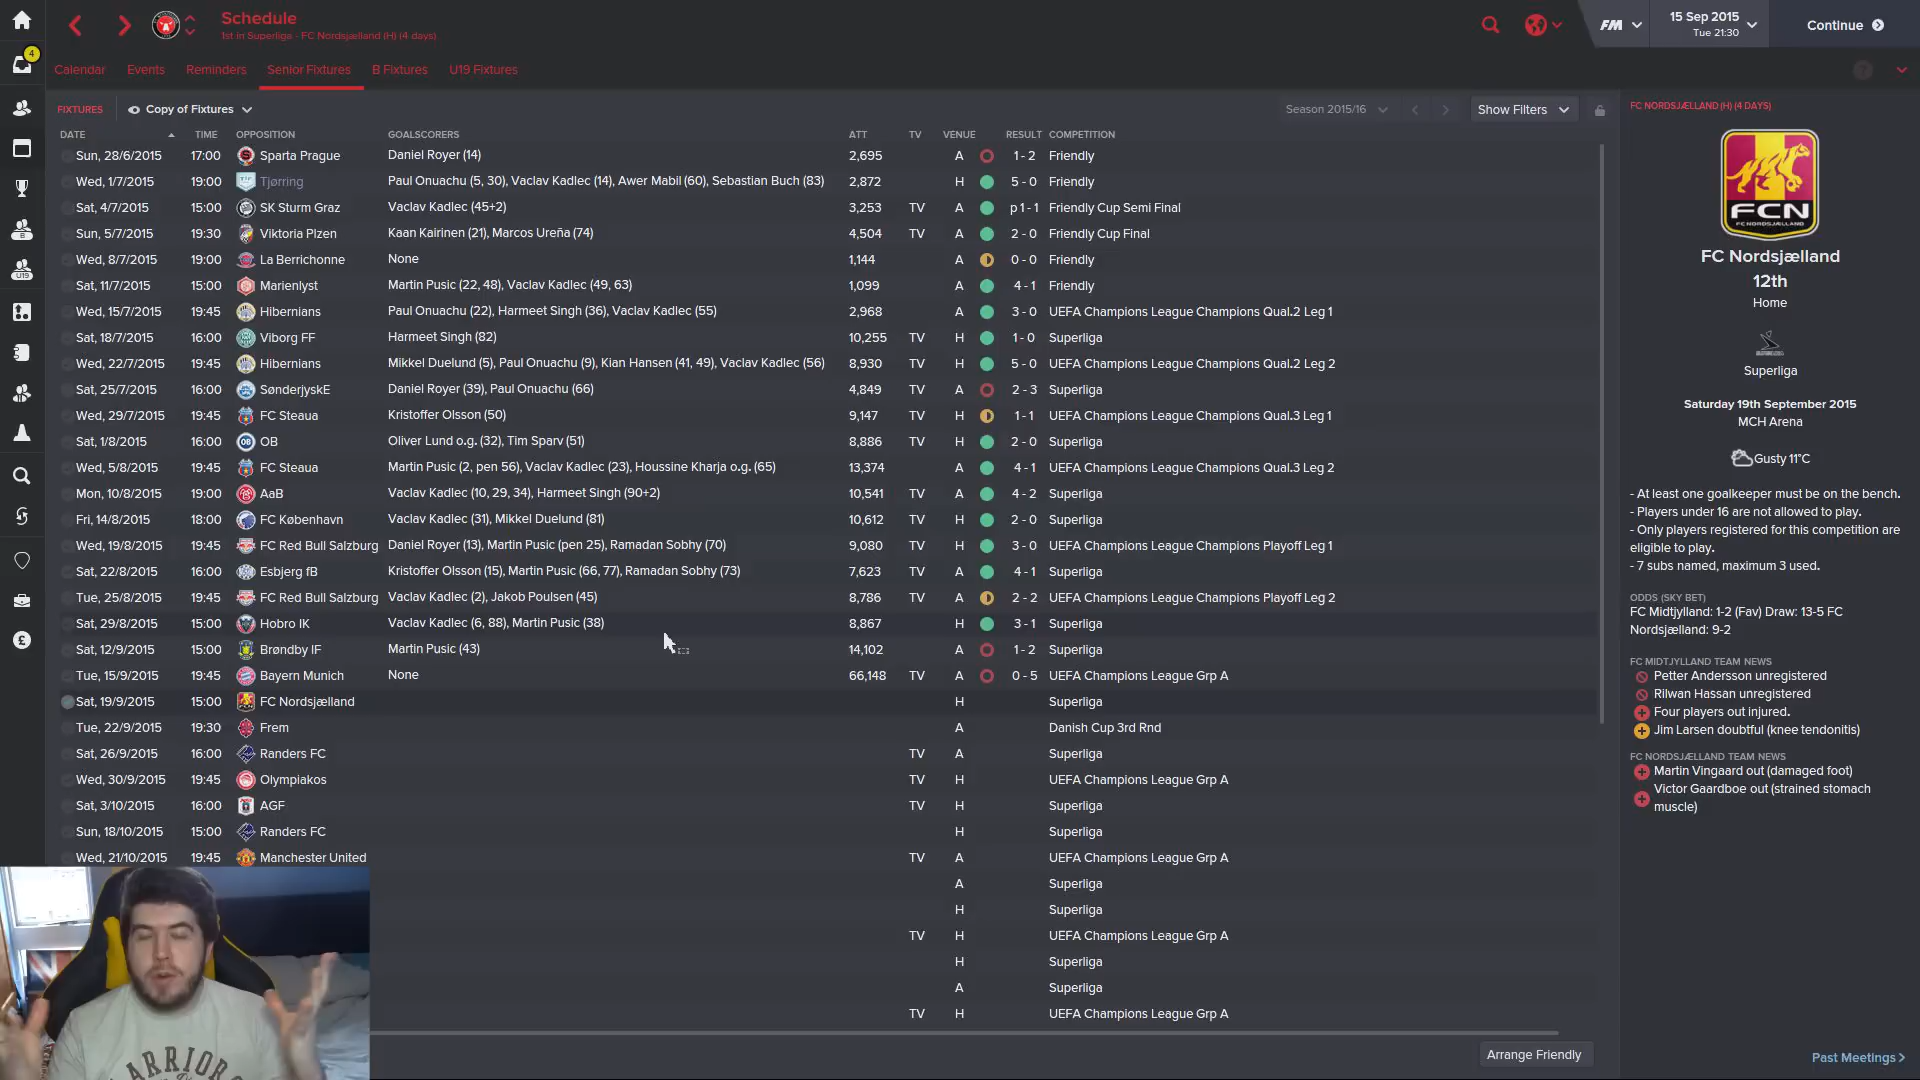 Schedule
1st in Superliga - FC Nordsjælland (H) (4 days)
FM
15 Sep 2015
Tue 21:30
Continue
4
Calendar Events Reminders Senior Fixtures B Fixtures U19 Fixtures
FIXTURES Copy of Fixtures Season 2015/16 Show Filters
DATE TIME OPPOSITION GOALSCORERS ATT TV VENUE RESULT COMPETITION
Sun, 28/6/2015 17:00 Sparta Prague Daniel Royer (14) 2,695 A 1-2 Friendly
Wed, 1/7/2015 19:00 Tjørring Paul Onuachu (5, 30), Vaclav Kadlec (14), Awer Mabil (60), Sebastian Buch (83) 2,872 H 5-0 Friendly
Sat, 4/7/2015 15:00 SK Sturm Graz Vaclav Kadlec (45+2) 3,253 TV A p1-1 Friendly Cup Semi Final
Sun, 5/7/2015 19:30 Viktoria Plzen Kaan Kairinen (21), Marcos Ureña (74) 4,504 TV A 2-0 Friendly Cup Final
Wed, 8/7/2015 19:00 La Berrichonne None 1,144 A 0-0 Friendly
Sat, 11/7/2015 15:00 Marienlyst Martin Pusic (22, 48), Vaclav Kadlec (49, 63) 1,099 A 4-1 Friendly
Wed, 15/7/2015 19:45 Hibernians Paul Onuachu (22), Harmeet Singh (36), Vaclav Kadlec (55) 2,968 A 3-0 UEFA Champions League Champions Qual.2 Leg 1
Sat, 18/7/2015 16:00 Viborg FF Harmeet Singh (82) 10,255 TV H 1-0 Superliga
Wed, 22/7/2015 19:45 Hibernians Mikkel Duelund (5), Paul Onuachu (9), Kian Hansen (41, 49), Vaclav Kadlec (56) 8,930 TV H 5-0 UEFA Champions League Champions Qual.2 Leg 2
Sat, 25/7/2015 16:00 SønderjyskE Daniel Royer (39), Paul Onuachu (66) 4,849 TV A 2-3 Superliga
Wed, 29/7/2015 19:45 FC Steaua Kristoffer Olsson (50) 9,147 TV H 1-1 UEFA Champions League Champions Qual.3 Leg 1
Sat, 1/8/2015 16:00 OB Oliver Lund o.g. (32), Tim Sparv (51) 8,886 TV H 2-0 Superliga
Wed, 5/8/2015 19:45 FC Steaua Martin Pusic (2, pen 56), Vaclav Kadlec (23), Houssine Kharja o.g. (65) 13,374 A 4-1 UEFA Champions League Champions Qual.3 Leg 2
Mon, 10/8/2015 19:00 AaB Vaclav Kadlec (10, 29, 34), Harmeet Singh (90+2) 10,541 TV A 4-2 Superliga
Fri, 14/8/2015 18:00 FC København Vaclav Kadlec (31), Mikkel Duelund (81) 10,612 TV H 2-0 Superliga
Wed, 19/8/2015 19:45 FC Red Bull Salzburg Daniel Royer (13), Martin Pusic (pen 25), Ramadan Sobhy (70) 9,080 TV H 3-0 UEFA Champions League Champions Playoff Leg 1
Sat, 22/8/2015 16:00 Esbjerg fB Kristoffer Olsson (15), Martin Pusic (66, 77), Ramadan Sobhy (73) 7,623 TV A 4-1 Superliga
Tue, 25/8/2015 19:45 FC Red Bull Salzburg Vaclav Kadlec (2), Jakob Poulsen (45) 8,786 TV A 2-2 UEFA Champions League Champions Playoff Leg 2
Sat, 29/8/2015 15:00 Hobro IK Vaclav Kadlec (6, 88), Martin Pusic (38) 8,867 H 3-1 Superliga
Sat, 12/9/2015 15:00 Brøndby IF Martin Pusic (43) 14,102 A 1-2 Superliga
Tue, 15/9/2015 19:45 Bayern Munich None 66,148 TV A 0-5 UEFA Champions League Grp A
Sat, 19/9/2015 15:00 FC Nordsjælland H Superliga
Tue, 22/9/2015 19:30 Frem A Danish Cup 3rd Rnd
Sat, 26/9/2015 16:00 Randers FC TV A Superliga
Wed, 30/9/2015 19:45 Olympiakos TV H UEFA Champions League Grp A
Sat, 3/10/2015 16:00 AGF TV H Superliga
Sun, 18/10/2015 15:00 Randers FC H Superliga
Wed, 21/10/2015 19:45 Manchester United TV A UEFA Champions League Grp A
A Superliga
H Superliga
TV H UEFA Champions League Grp A
H Superliga
A Superliga
TV H UEFA Champions League Grp A
Arrange Friendly
WARRIOR
FC NORDSJÆLLAND (H) (4 DAYS)
FCN
FC NORDSJÆLLAND
FC Nordsjælland
12th
Home
Superliga
Saturday 19th September 2015
MCH Arena
Gusty 11°C
- At least one goalkeeper must be on the bench.
- Players under 16 are not allowed to play.
- Only players registered for this competition are
eligible to play.
- 7 subs named, maximum 3 used.
ODDS (SKY BET)
FC Midtjylland: 1-2 (Fav) Draw: 13-5 FC
Nordsjælland: 9-2
FC MIDTJYLLAND TEAM NEWS
Petter Andersson unregistered
Rilwan Hassan unregistered
Four players out injured.
Jim Larsen doubtful (knee tendonitis)
FC NORDSJÆLLAND TEAM NEWS
Martin Vingaard out (damaged foot)
Victor Gaardboe out (strained stomach
muscle)
Past Meetings >